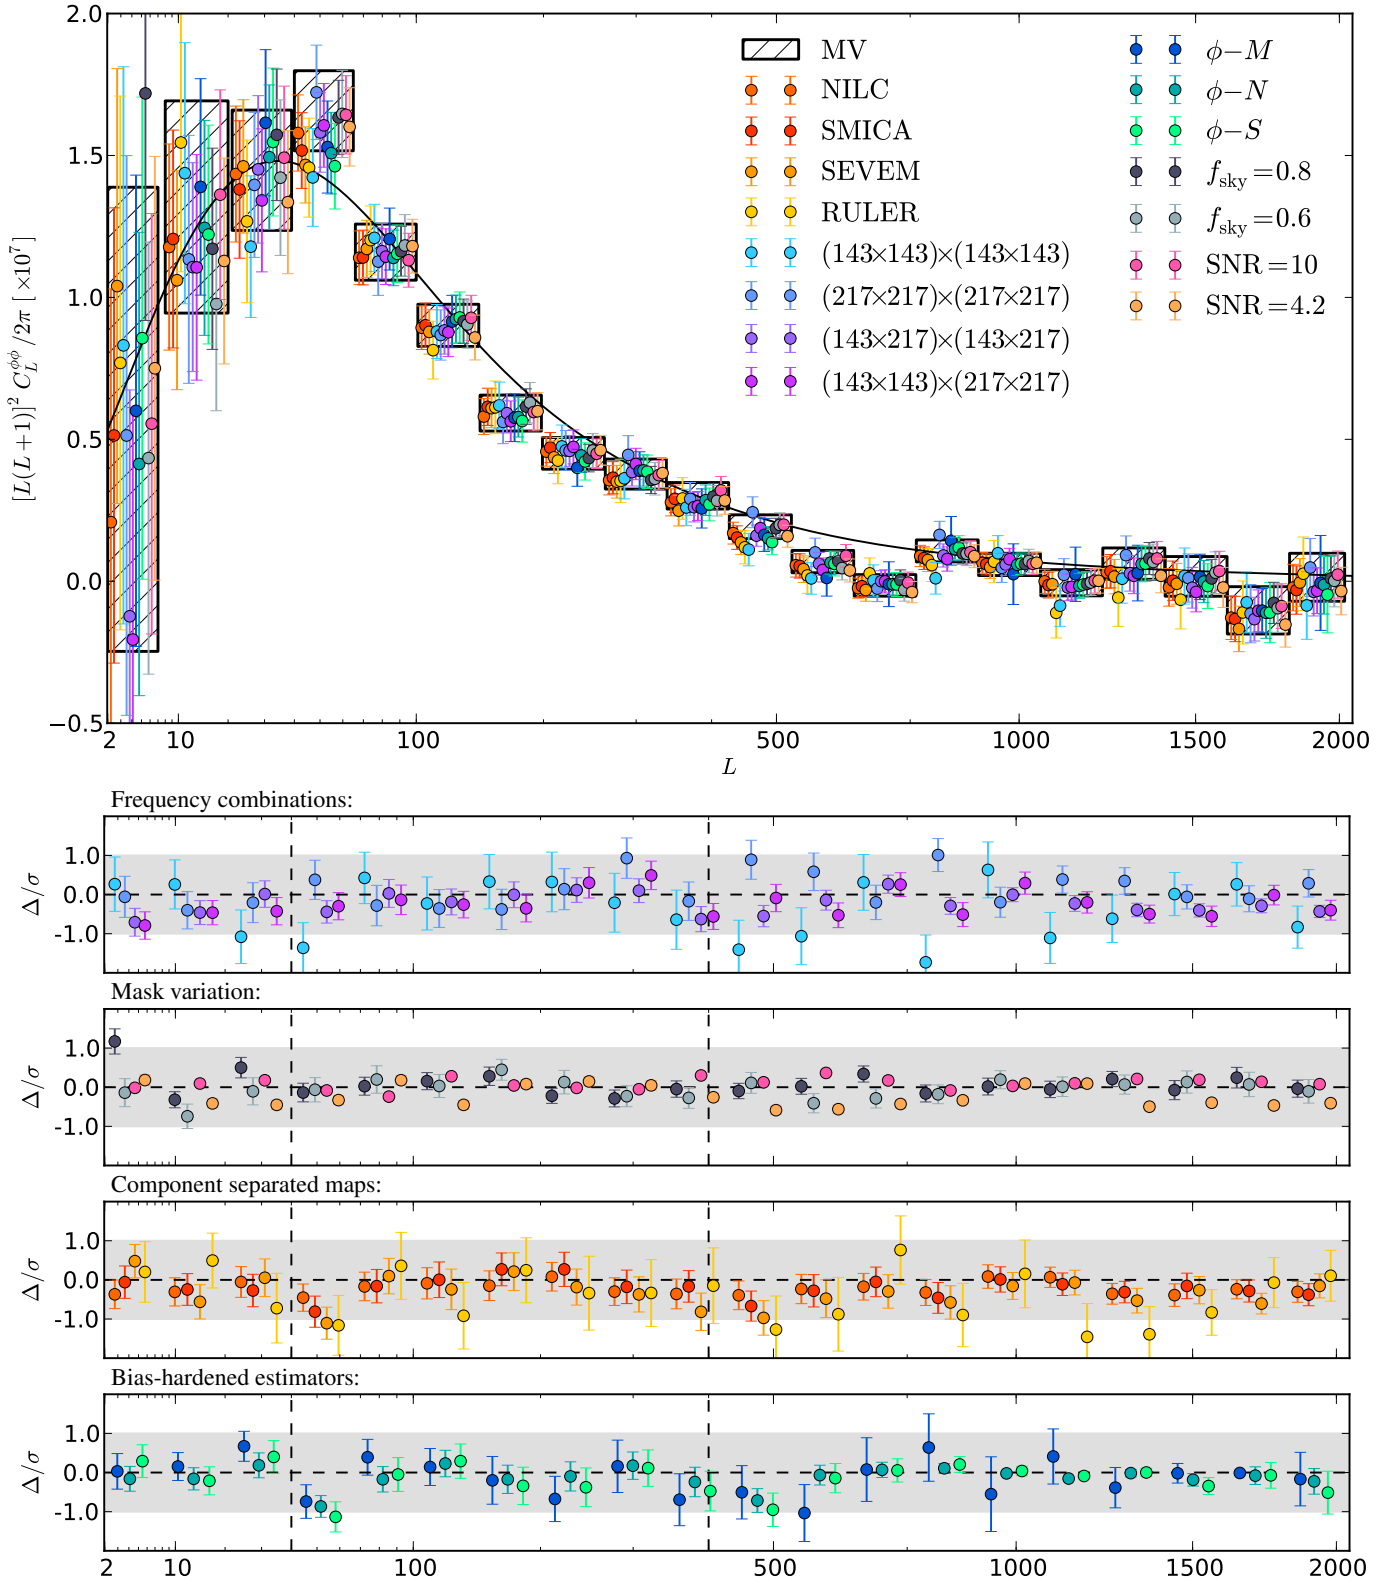 2.0
1.5
1.0
0.5
0.0
−0.5
[L(L+1)]² C_L^{ϕϕ}/2π [×10⁷]
MV
NILC
SMICA
SEVEM
RULER
(143×143)×(143×143)
(217×217)×(217×217)
(143×217)×(143×217)
(143×143)×(217×217)
ϕ−M
ϕ−N
ϕ−S
f_sky=0.8
f_sky=0.6
SNR=10
SNR=4.2
2 10 100 500 1000 1500 2000
L
Frequency combinations:
1.0
0.0
-1.0
Δ/σ
Mask variation:
1.0
0.0
-1.0
Δ/σ
Component separated maps:
1.0
0.0
-1.0
Δ/σ
Bias-hardened estimators:
1.0
0.0
-1.0
Δ/σ
2 10 100 500 1000 1500 2000